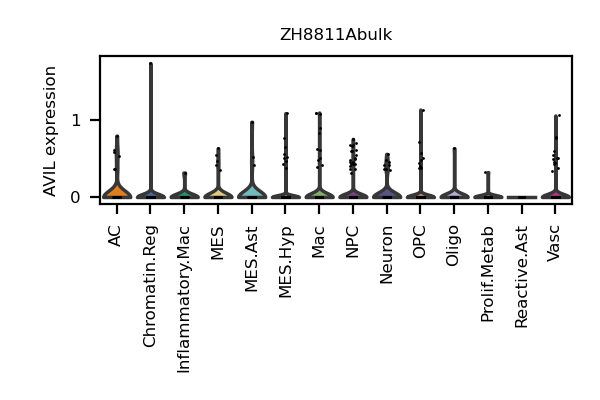 ZH8811Abulk
AVIL expression
1
0
AC
Chromatin.Reg
Inflammatory.Mac
MES
MES.Ast
MES.Hyp
Mac
NPC
Neuron
OPC
Oligo
Prolif.Metab
Reactive.Ast
Vasc